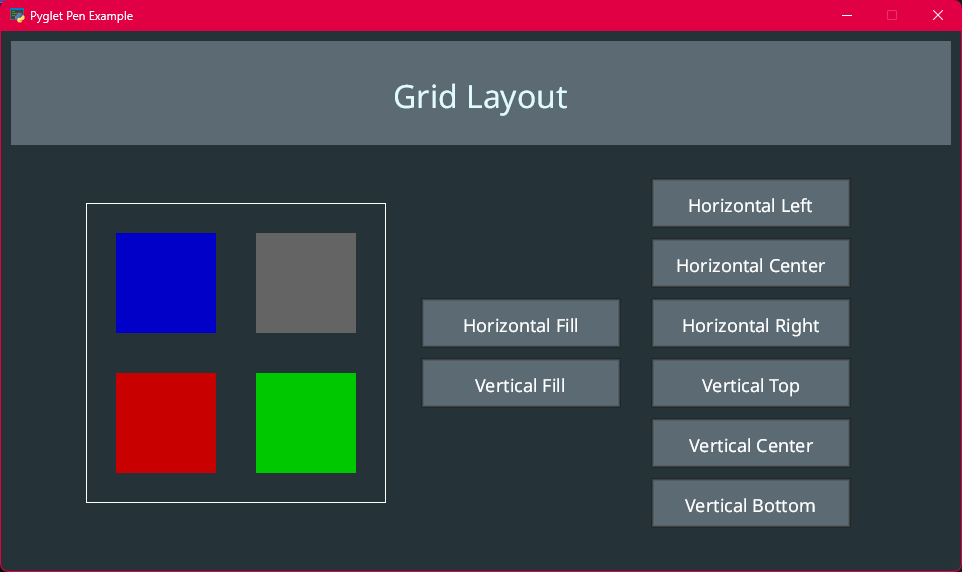 Pyglet Pen Example
Grid Layout
Horizontal Fill
Vertical Fill
Horizontal Left
Horizontal Center
Horizontal Right
Vertical Top
Vertical Center
Vertical Bottom